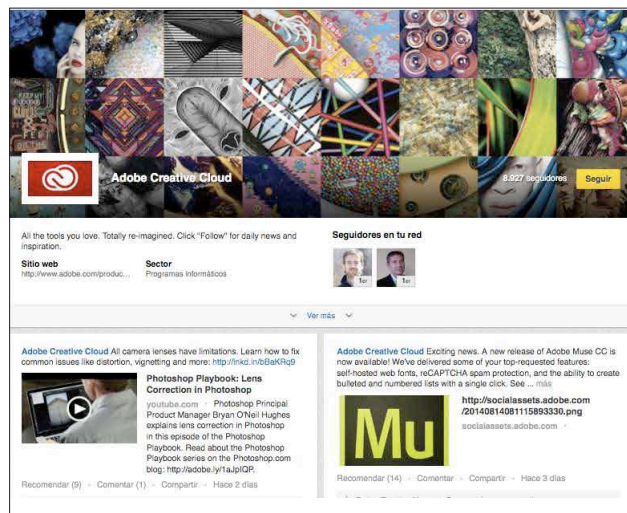 Adobe Creative Cloud
8.927 seguidores
Seguir
All the tools you love. Totally re-imagined. Click "Follow" for daily news and
inspiration.
Sitio web
http://www.adobe.com/produc...
Sector
Programas informáticos
Seguidores en tu red
1er
1er
Ver más
Adobe Creative Cloud All camera lenses have limitations. Learn how to fix
common issues like distortion, vignetting and more: http://lnkd.in/bBaKRq9
Photoshop Playbook: Lens
Correction in Photoshop
youtube.com · Photoshop Principal
Product Manager Bryan O'Neil Hughes
explains lens correction in Photoshop
in this episode of the Photoshop
Playbook. Read about the Photoshop
Playbook series on the Photoshop.com
blog: http://adobe.ly/1aJpIQP.
Recomendar (9) · Comentar (1) · Compartir · Hace 2 días
Adobe Creative Cloud Exciting news. A new release of Adobe Muse CC is
now available! We've delivered some of your top-requested features:
self-hosted web fonts, reCAPTCHA spam protection, and the ability to create
bulleted and numbered lists with a single click. See ... más
Mu
http://socialassets.adobe.com
/20140814081115893330.png
socialassets.adobe.com ·
Recomendar (14) · Comentar · Compartir · Hace 3 días